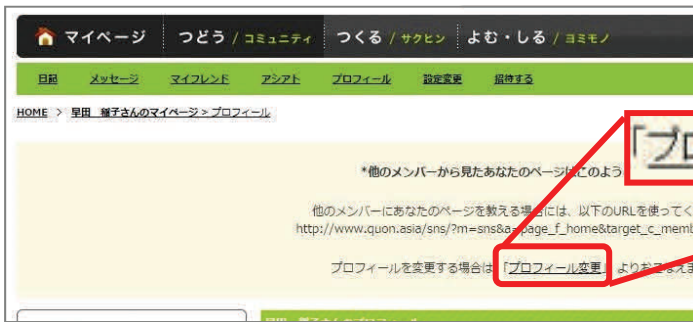 マイページ つどう / コミュニティ つくる / サクヒン よむ・しる / ヨミモノ
日記 メッセージ マイフレンド アシアト プロフィール 設定変更 招待する
HOME > 早田 種子さんのマイページ > プロフィール
「プロ
*他のメンバーから見たあなたのページはこのよう
他のメンバーにあなたのページを教える場合には、以下のURLを使ってく
http://www.quon.asia/sns/?m=sns&a=page_f_home&target_c_memb
プロフィールを変更する場合は「プロフィール変更」よりおこなえま